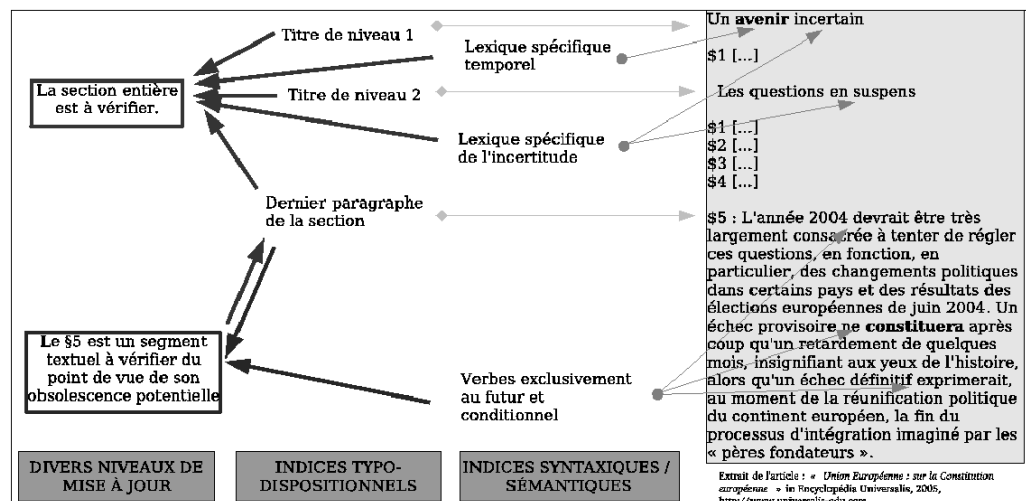 Titre de niveau 1
Lexique spécifique
temporel
La section entière
est à vérifier.
Titre de niveau 2
Lexique spécifique
de l'incertitude
Dernier paragraphe
de la section
Le §5 est un segment
textuel à vérifier du
point de vue de son
obsolescence potentielle
Verbes exclusivement
au futur et
conditionnel
DIVERS NIVEAUX DE
MISE À JOUR
INDICES TYPO-
DISPOSITIONNELS
INDICES SYNTAXIQUES /
SÉMANTIQUES
Un avenir incertain
$1 [...]
Les questions en suspens
$1 [...]
$2 [...]
$3 [...]
$4 [...]
$5 : L'année 2004 devrait être très
largement consacrée à tenter de régler
ces questions, en fonction, en
particulier, des changements politiques
dans certains pays et des résultats des
élections européennes de juin 2004. Un
échec provisoire ne constituera après
coup qu'un retardement de quelques
mois, insignifiant aux yeux de l'histoire,
alors qu'un échec définitif exprimerait,
au moment de la réunification politique
du continent européen, la fin du
processus d'intégration imaginé par les
« pères fondateurs ».
Extrait de l'article : « Union Européenne : sur la Constitution
européenne » in Encyclopédia Universalis, 2005,
http://www.universalis-edu.com